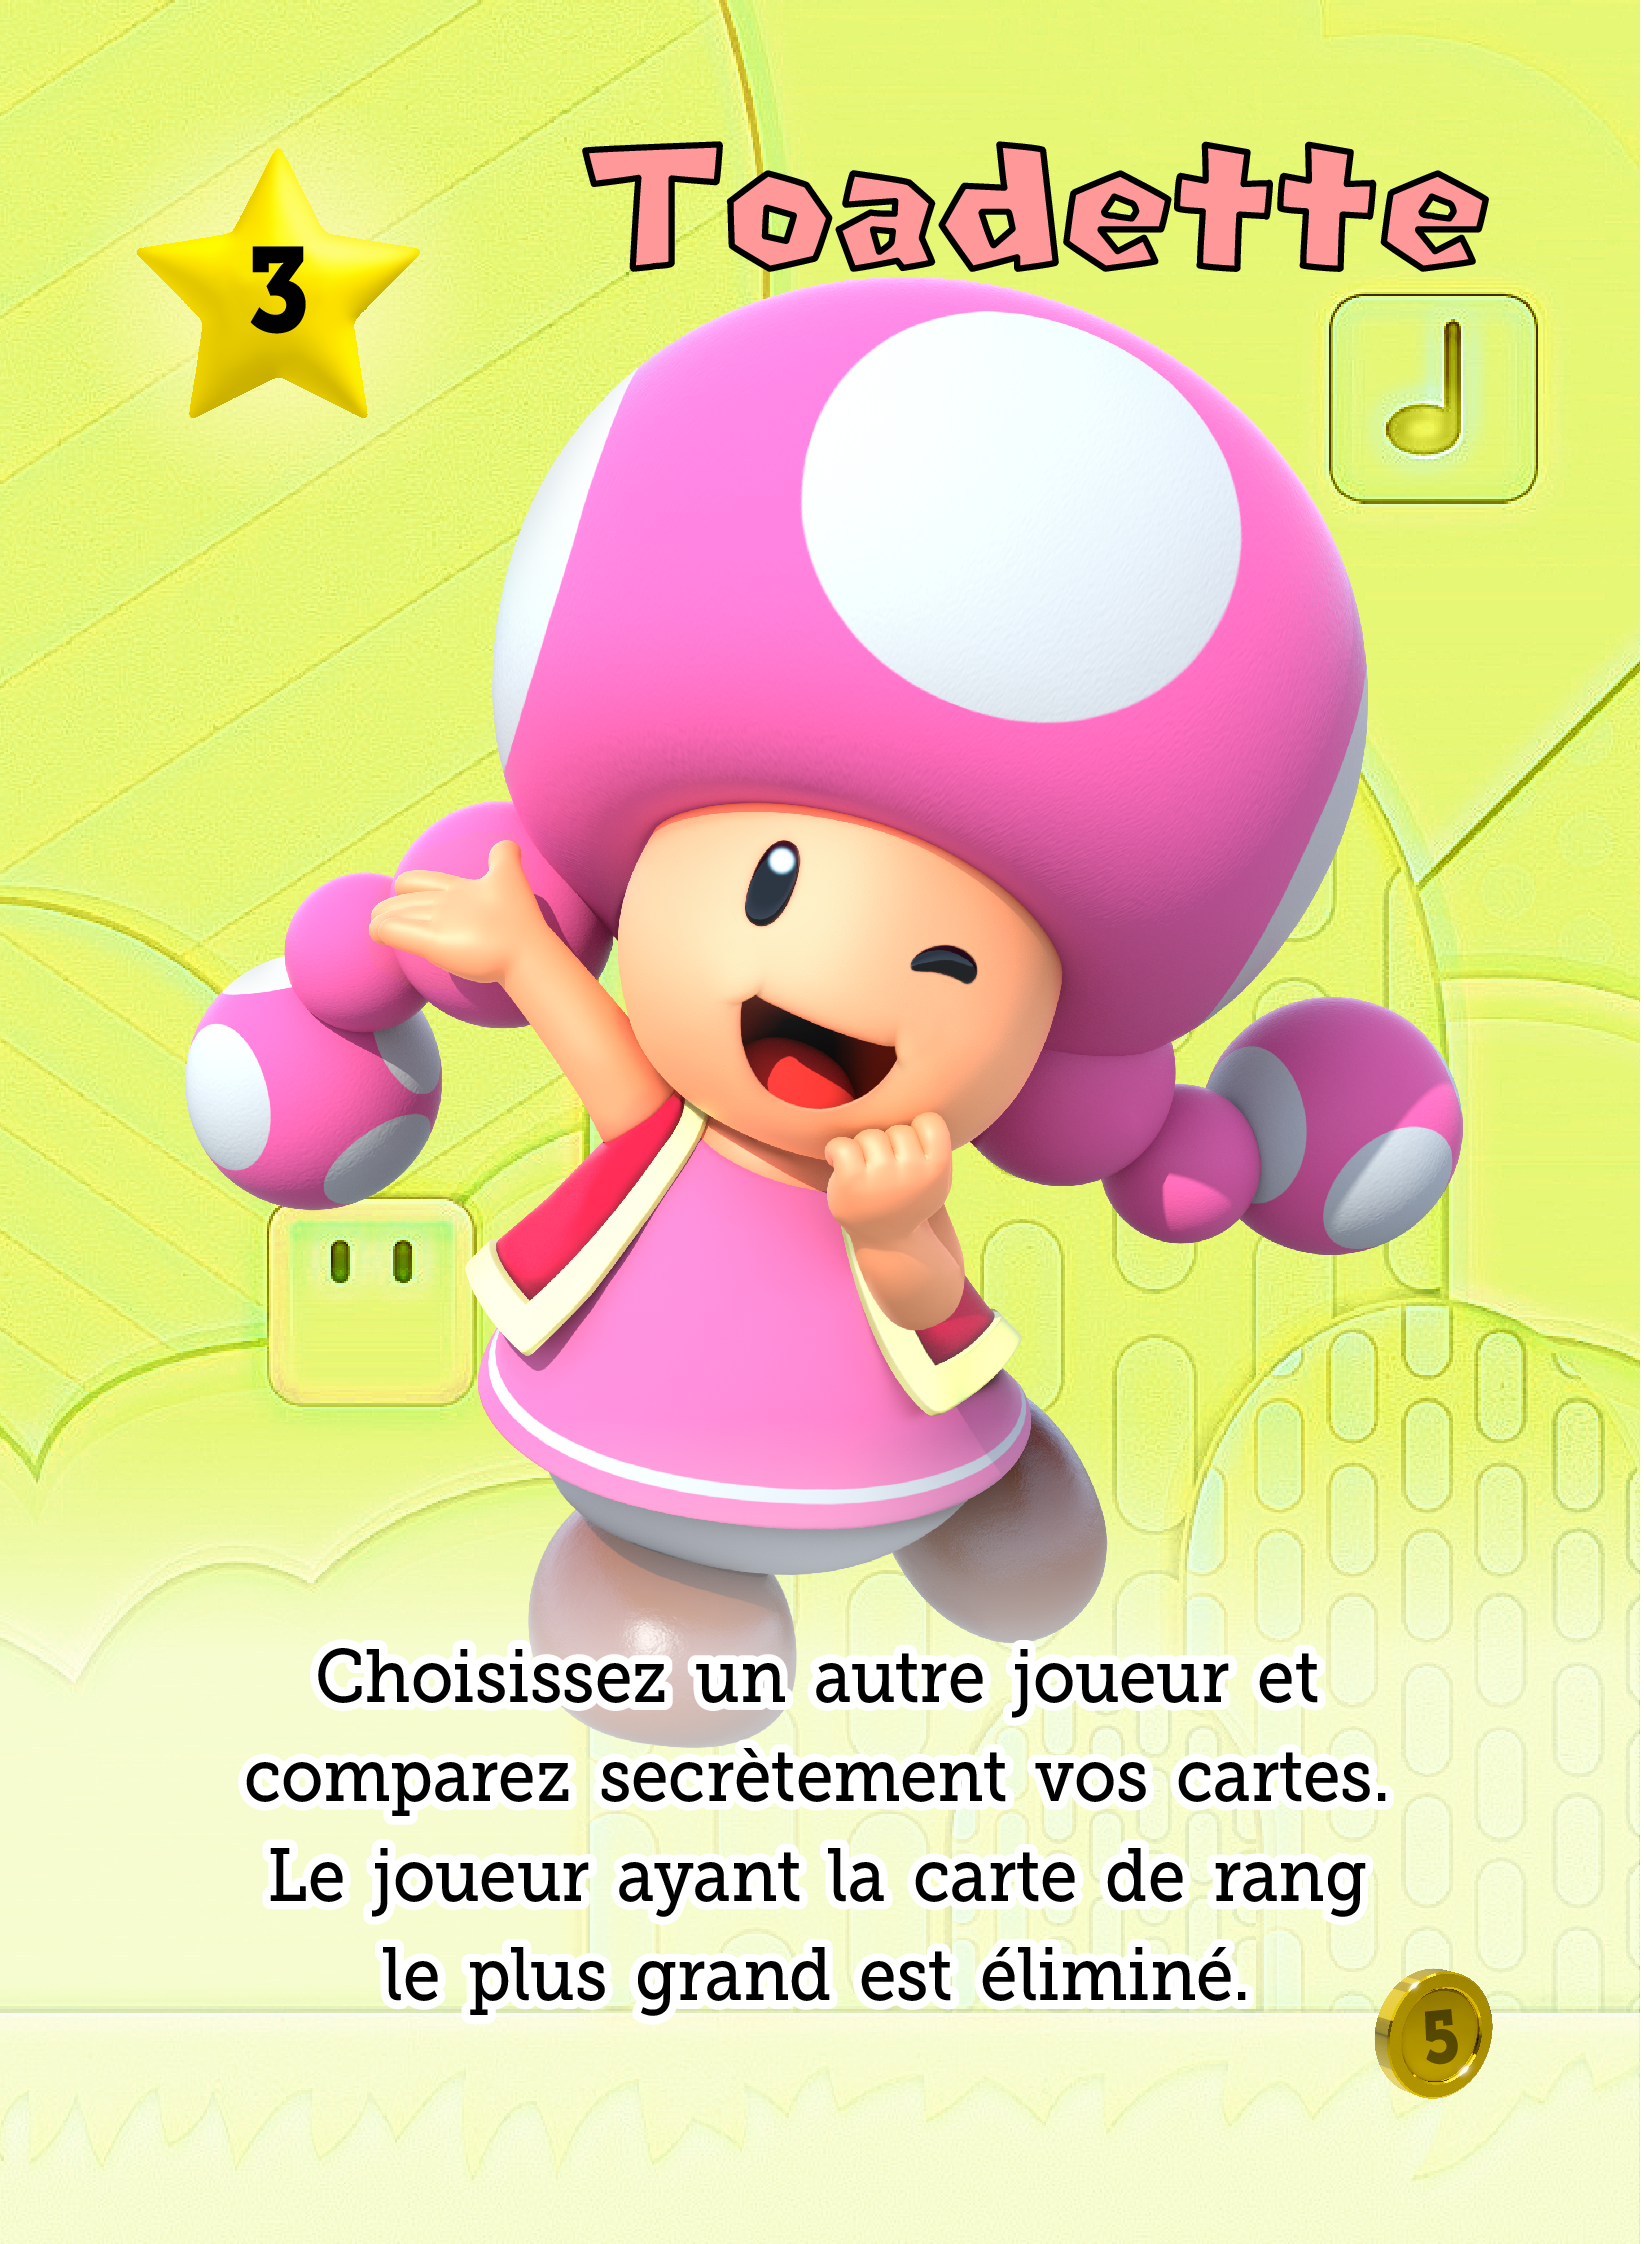 3
Toadette
Choisissez un autre joueur et
comparez secrètement vos cartes.
Le joueur ayant la carte de rang
le plus grand est éliminé.
5